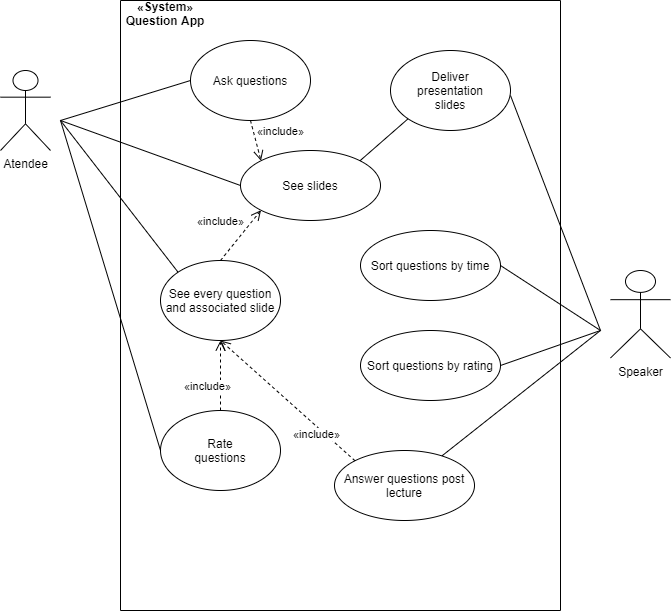 «System»
Question App
Ask questions
Deliver
presentation
slides
«include»
Atendee
See slides
«include»
Sort questions by time
See every question
and associated slide
Sort questions by rating
Speaker
«include»
«include»
Rate
questions
Answer questions post
lecture